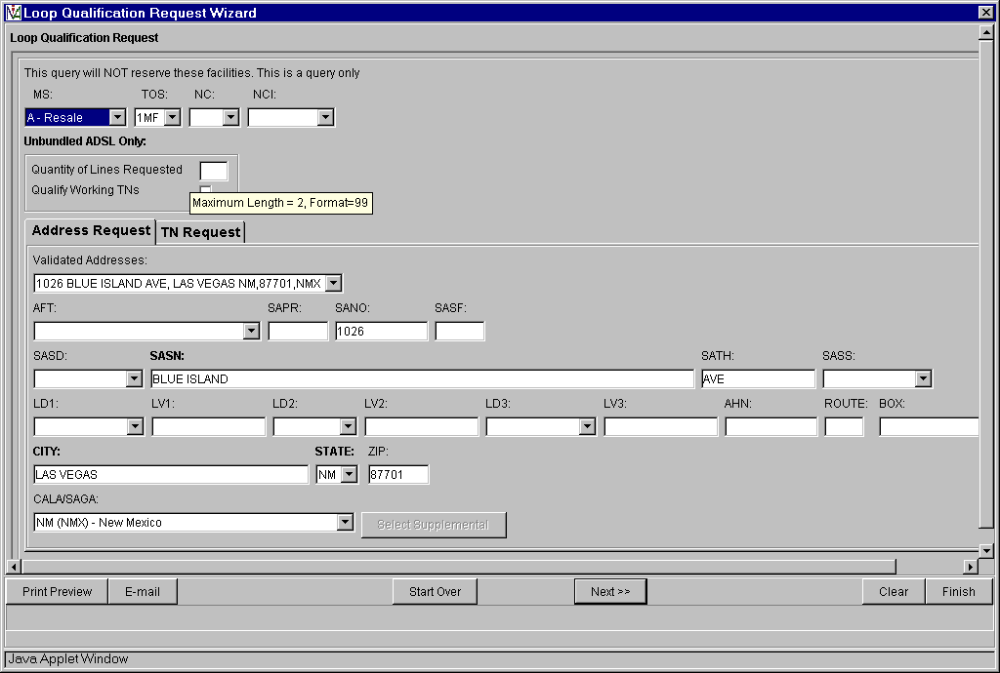 Loop Qualification Request Wizard
Loop Qualification Request
This query will NOT reserve these facilities. This is a query only
MS: TOS: NC: NCI:
A - Resale 1MF
Unbundled ADSL Only:
Quantity of Lines Requested
Qualify Working TNs
Maximum Length = 2, Format=99
Address Request TN Request
Validated Addresses:
1026 BLUE ISLAND AVE, LAS VEGAS NM,87701,NMX
AFT: SAPR: SANO: SASF:
1026
SASD: SASN: SATH: SASS:
BLUE ISLAND AVE
LD1: LV1: LD2: LV2: LD3: LV3: AHN: ROUTE: BOX:
CITY: STATE: ZIP:
LAS VEGAS NM 87701
CALA/SAGA:
NM (NMX) - New Mexico Select Supplemental
Print Preview E-mail Start Over Next >> Clear Finish
Java Applet Window